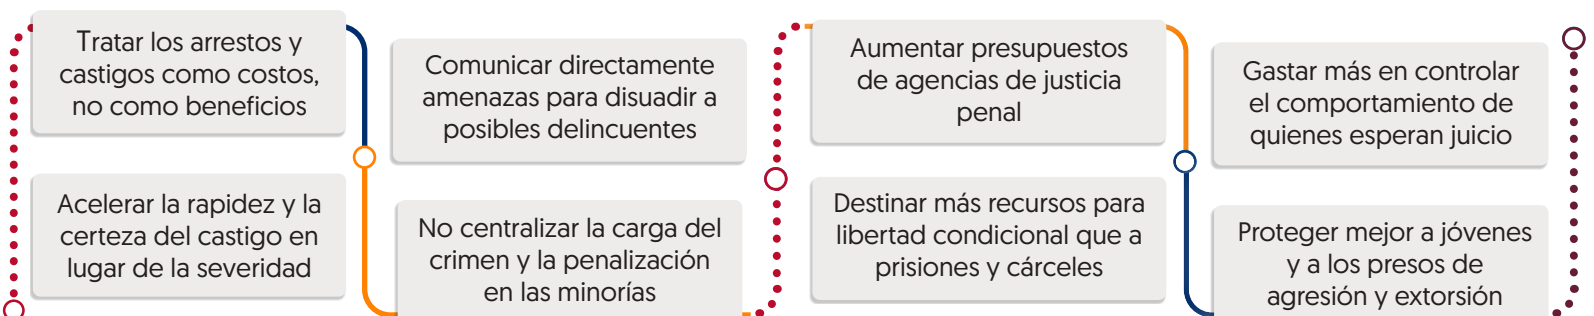 Tratar los arrestos y
castigos como costos,
no como beneficios
Acelerar la rapidez y la
certeza del castigo en
lugar de la severidad
Comunicar directamente
amenazas para disuadir a
posibles delincuentes
No centralizar la carga del
crimen y la penalización
en las minorías
Aumentar presupuestos
de agencias de justicia
penal
Destinar más recursos para
libertad condicional que a
prisiones y cárceles
Gastar más en controlar
el comportamiento de
quienes esperan juicio
Proteger mejor a jóvenes
y a los presos de
agresión y extorsión